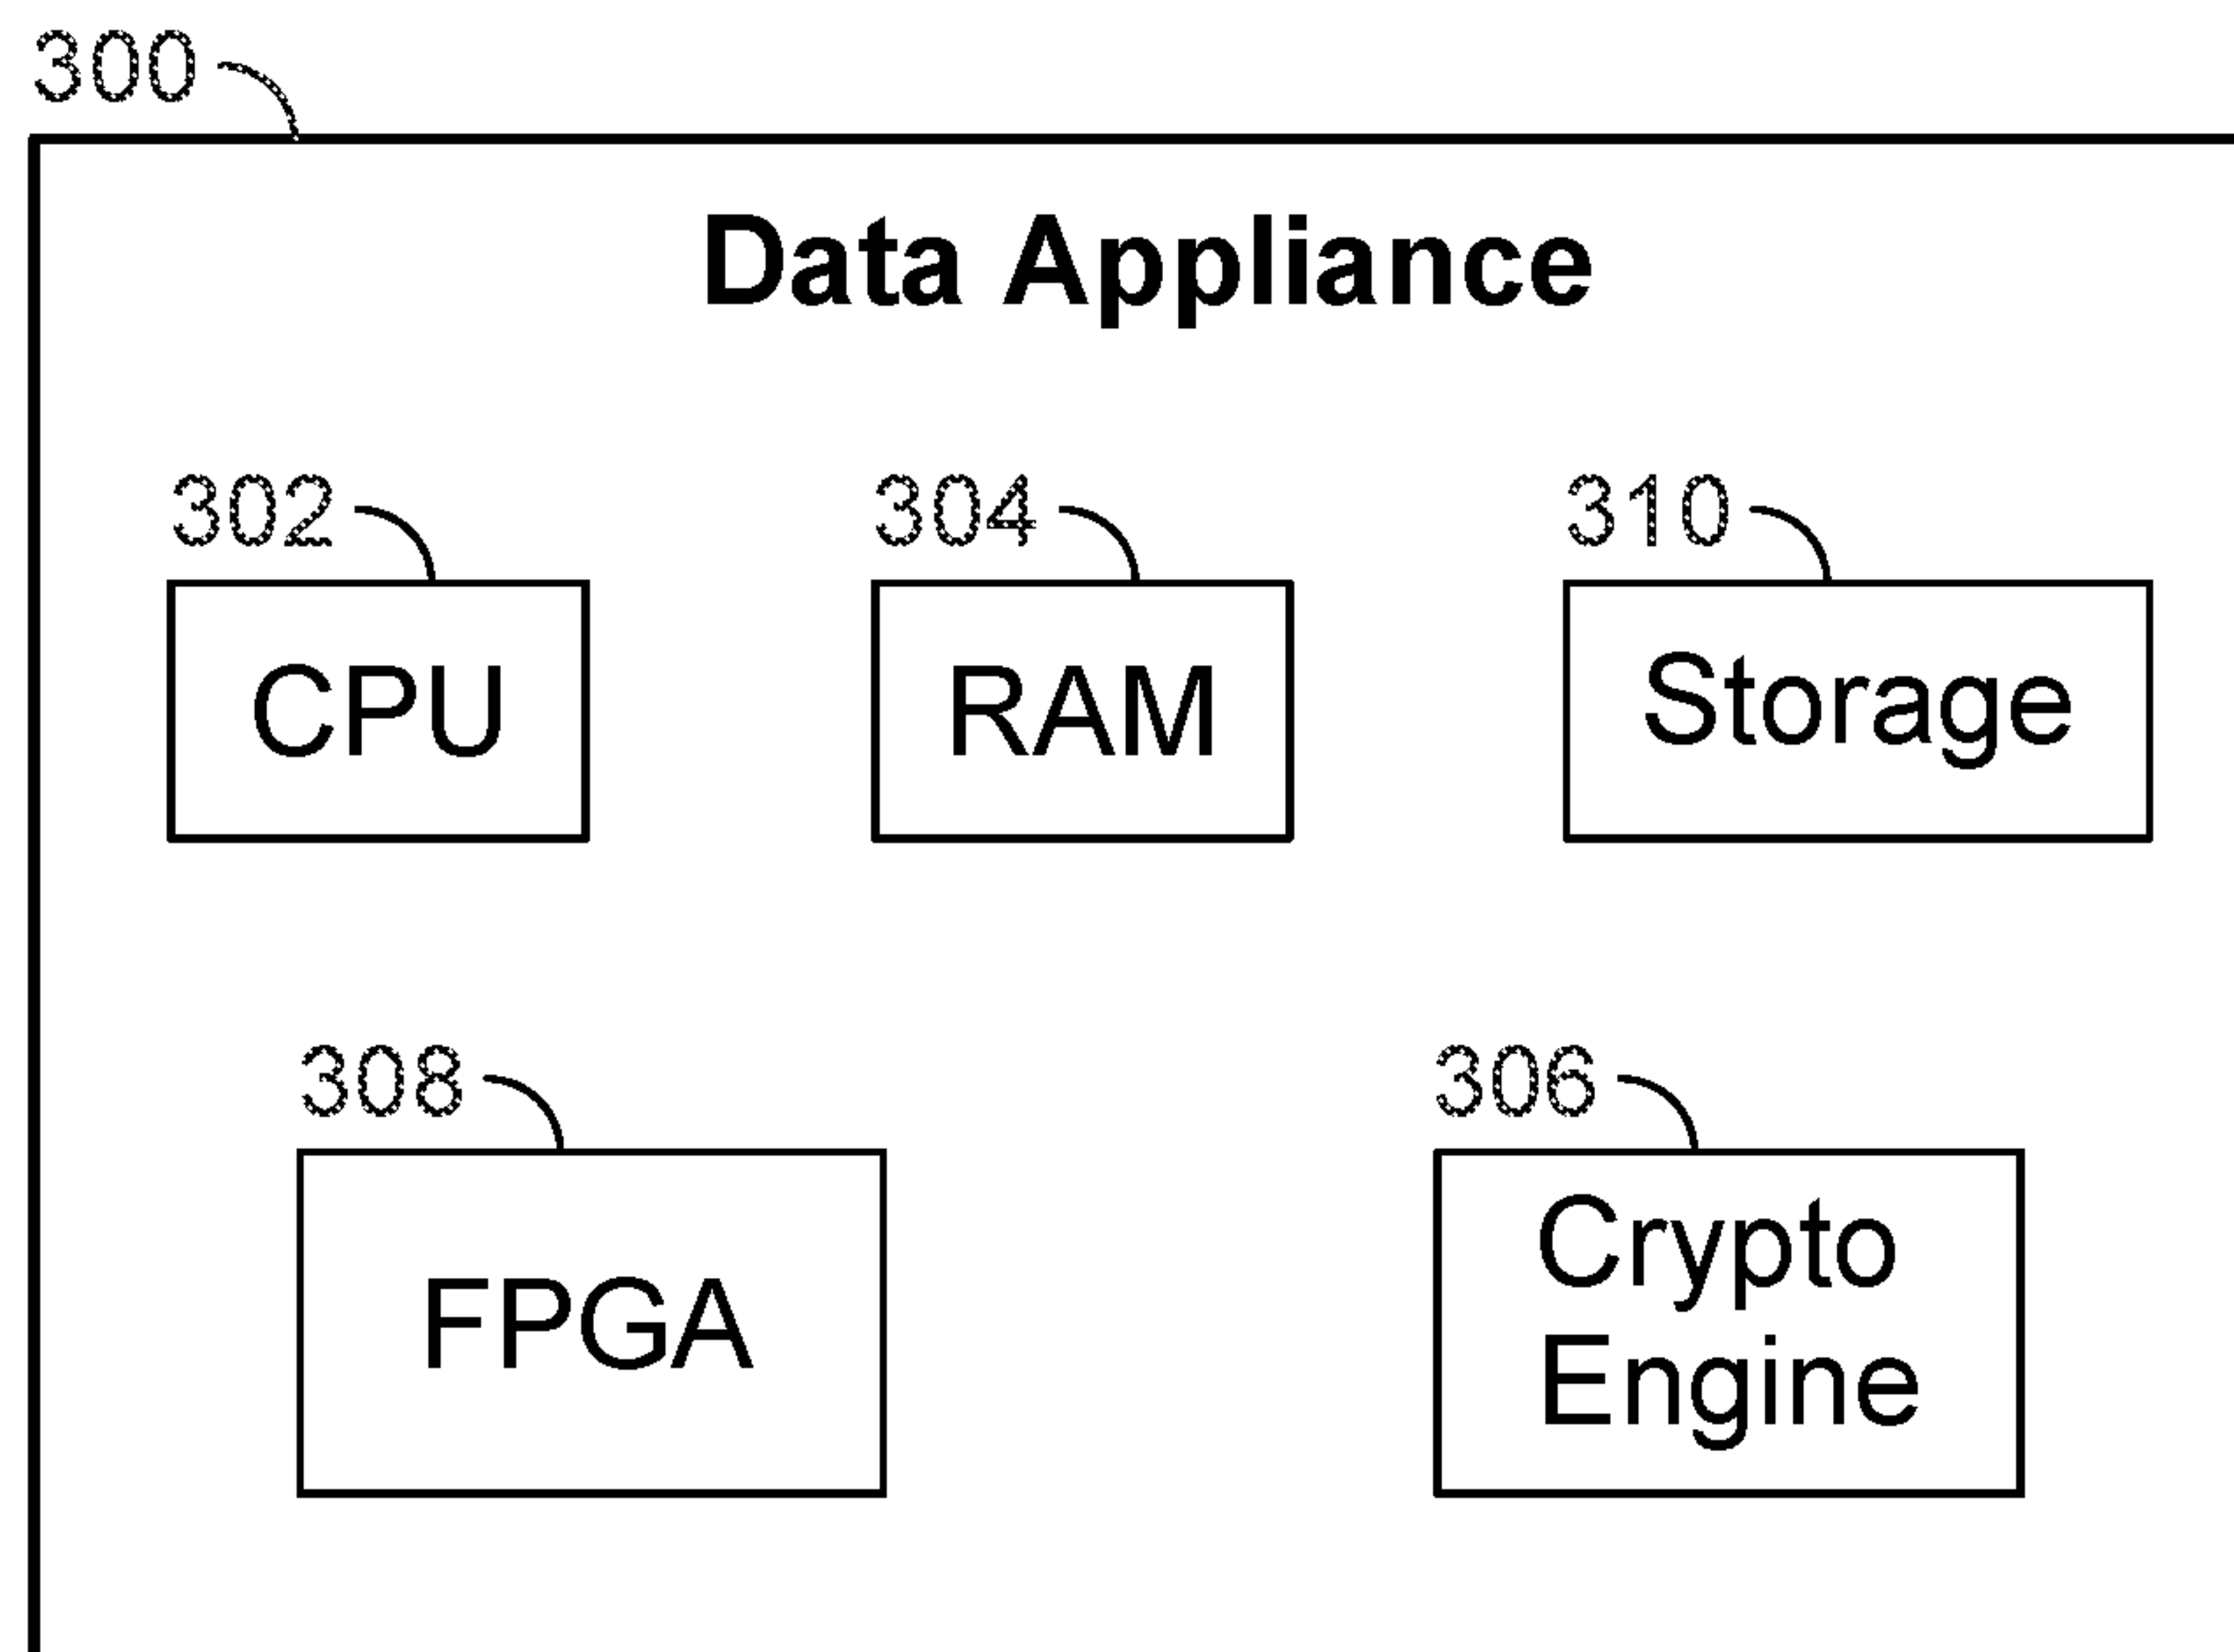 300
Data Appliance
302
304
310
CPU
RAM
Storage
308
306
FPGA
Crypto
Engine